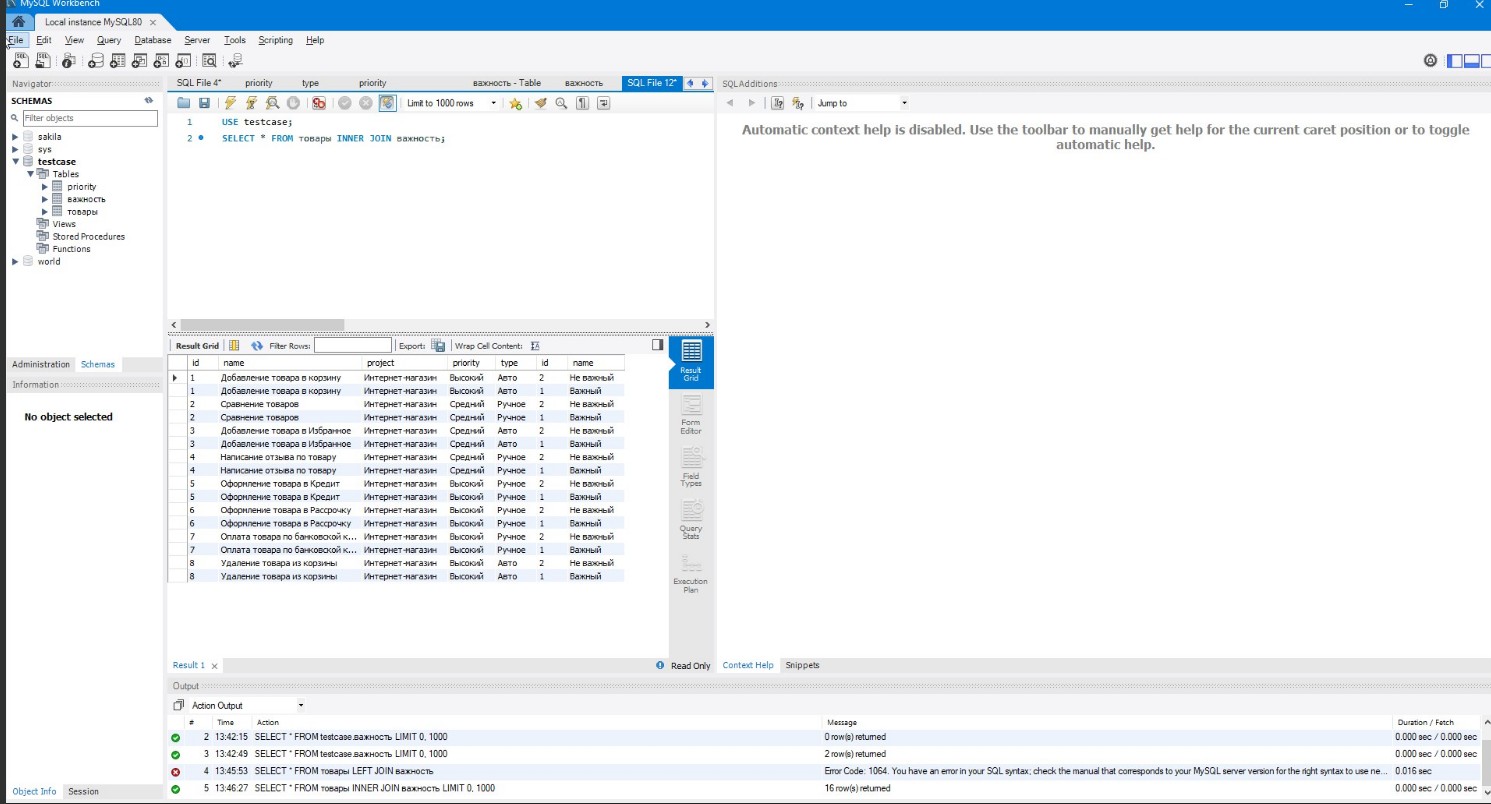 MySQL Workbench
Local instance MySQL80 ×
File Edit View Query Database Server Tools Scripting Help
Navigator
SCHEMAS
Filter objects
sakila
sys
testcase
Tables
priority
важность
товары
Views
Stored Procedures
Functions
world
Administration Schemas
Information
No object selected
Object Info Session
SQL File 4* priority type priority важность - Table важность SQL File 12*
Limit to 1000 rows
1 USE testcase;
2 SELECT * FROM товары INNER JOIN важность;
Result Grid Filter Rows: Export: Wrap Cell Content:
id name project priority type id name
1 Добавление товара в корзину Интернет-магазин Высокий Авто 2 Не важный
1 Добавление товара в корзину Интернет-магазин Высокий Авто 1 Важный
2 Сравнение товаров Интернет-магазин Средний Ручное 2 Не важный
2 Сравнение товаров Интернет-магазин Средний Ручное 1 Важный
3 Добавление товара в Избранное Интернет-магазин Средний Авто 2 Не важный
3 Добавление товара в Избранное Интернет-магазин Средний Авто 1 Важный
4 Написание отзыва по товару Интернет-магазин Средний Ручное 2 Не важный
4 Написание отзыва по товару Интернет-магазин Средний Ручное 1 Важный
5 Оформление товара в Кредит Интернет-магазин Высокий Ручное 2 Не важный
5 Оформление товара в Кредит Интернет-магазин Высокий Ручное 1 Важный
6 Оформление товара в Рассрочку Интернет-магазин Высокий Ручное 2 Не важный
6 Оформление товара в Рассрочку Интернет-магазин Высокий Ручное 1 Важный
7 Оплата товара по банковской к... Интернет-магазин Высокий Ручное 2 Не важный
7 Оплата товара по банковской к... Интернет-магазин Высокий Ручное 1 Важный
8 Удаление товара из корзины Интернет-магазин Высокий Авто 2 Не важный
8 Удаление товара из корзины Интернет-магазин Высокий Авто 1 Важный
Result
Grid
Form
Editor
Field
Types
Query
Stats
Execution
Plan
Result 1 × Read Only
SQLAdditions
Jump to
Automatic context help is disabled. Use the toolbar to manually get help for the current caret position or to toggle
automatic help.
Context Help Snippets
Output
Action Output
# Time Action Message Duration / Fetch
2 13:42:15 SELECT * FROM testcase.важность LIMIT 0, 1000 0 row(s) returned 0.000 sec / 0.000 sec
3 13:42:49 SELECT * FROM testcase.важность LIMIT 0, 1000 2 row(s) returned 0.000 sec / 0.000 sec
4 13:45:53 SELECT * FROM товары LEFT JOIN важность Error Code: 1064. You have an error in your SQL syntax; check the manual that corresponds to your MySQL server version for the right syntax to use ne... 0.016 sec
5 13:46:27 SELECT * FROM товары INNER JOIN важность LIMIT 0, 1000 16 row(s) returned 0.000 sec / 0.000 sec